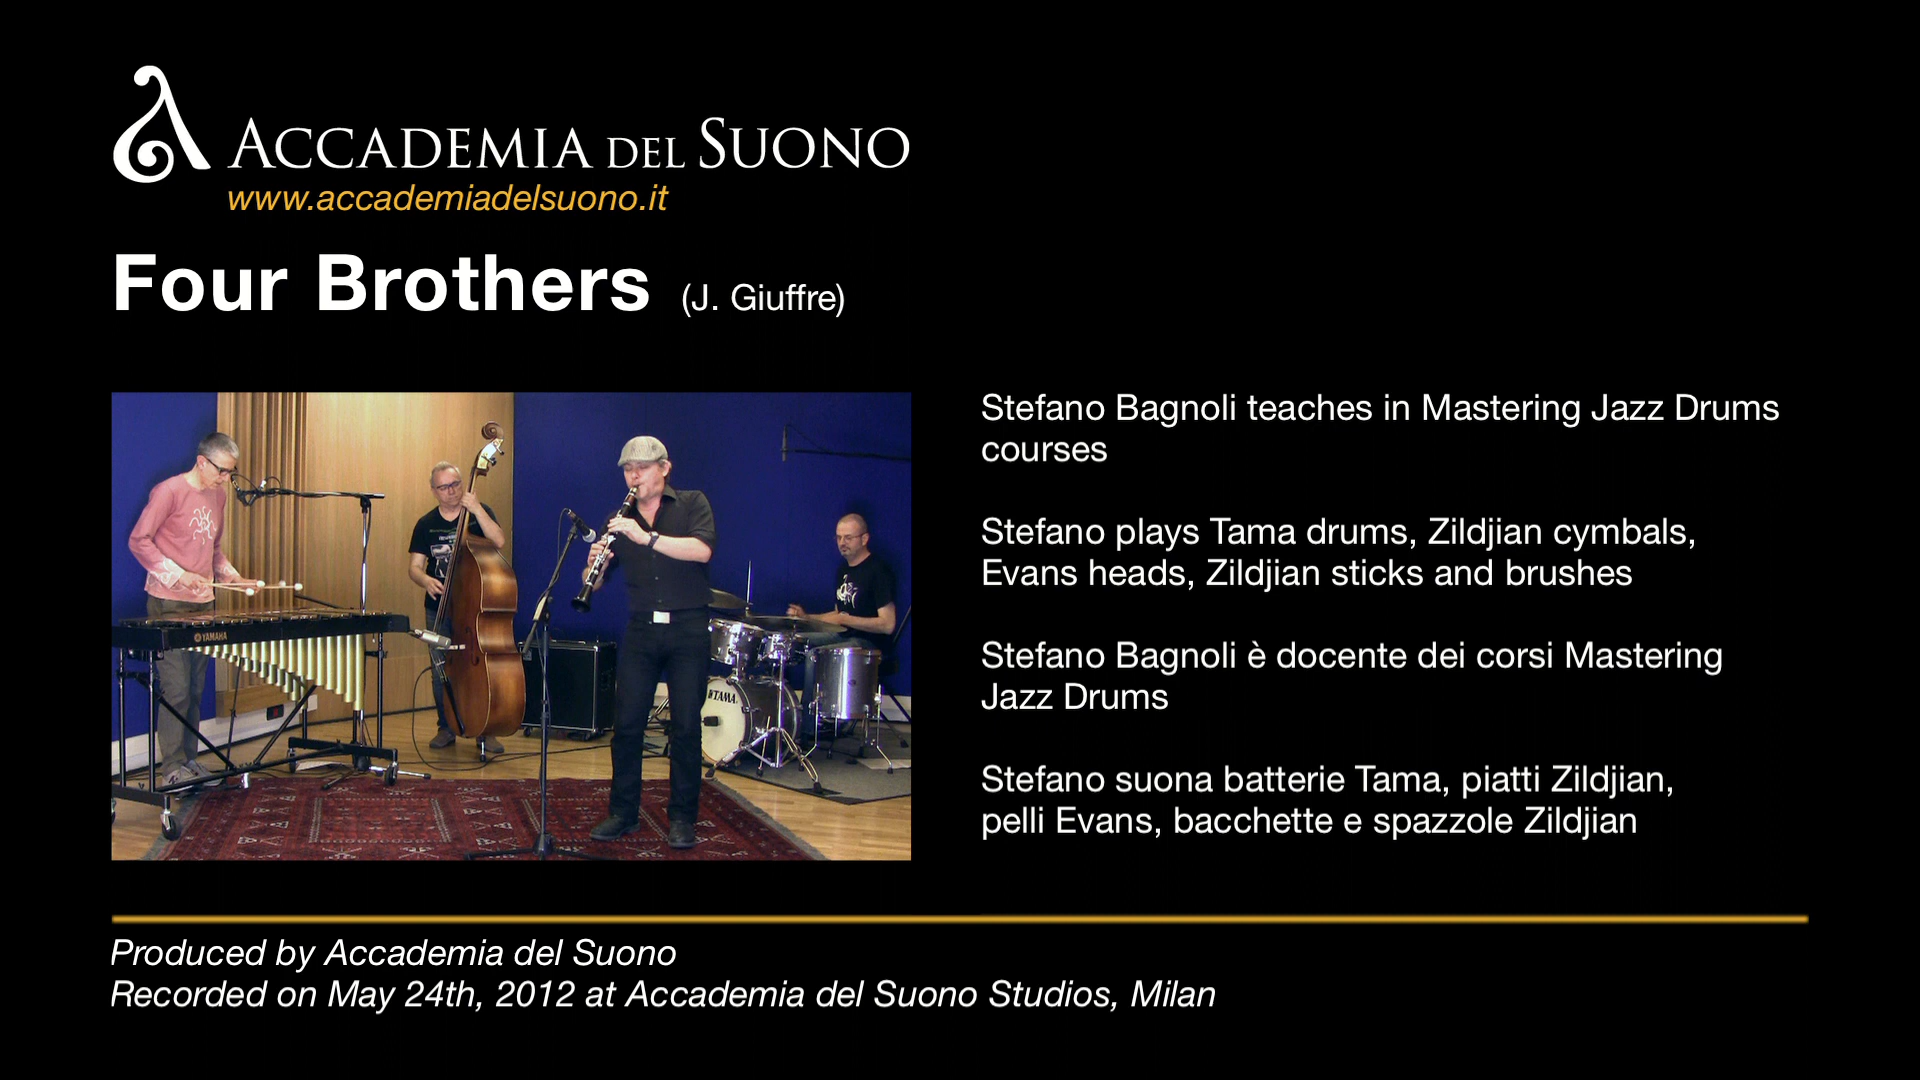 ACCADEMIA DEL SUONO
www.accademiadelsuono.it
Four Brothers (J. Giuffre)
YAMAHA
TAMA
Stefano Bagnoli teaches in Mastering Jazz Drums
courses
Stefano plays Tama drums, Zildjian cymbals,
Evans heads, Zildjian sticks and brushes
Stefano Bagnoli è docente dei corsi Mastering
Jazz Drums
Stefano suona batterie Tama, piatti Zildjian,
pelli Evans, bacchette e spazzole Zildjian
Produced by Accademia del Suono
Recorded on May 24th, 2012 at Accademia del Suono Studios, Milan